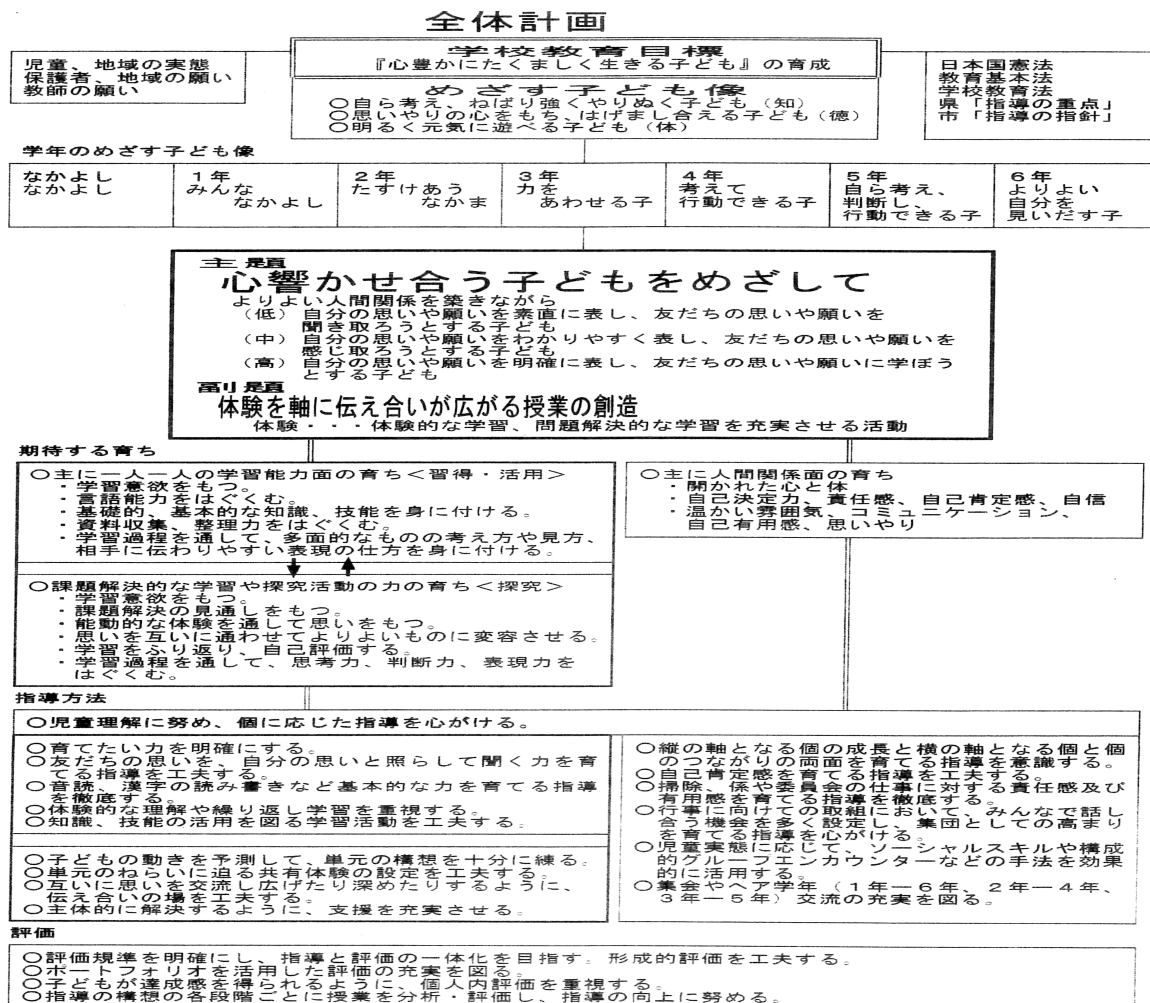 全体計画
児童、地域の実態
保護者、地域の願い
教師の願い
学校教育目標
『心豊かにたくましく生きる子ども』の育成
めざす子ども像
○自ら考え、ねばり強くやりぬく子ども（知）
○思いやりの心をもち、はげまし合える子ども（徳）
○明るく元気に遊べる子ども（体）
日本国憲法
教育基本法
学校教育法
県「指導の重点」
市「指導の指針」
学年のめざす子ども像
なかよし
なかよし
1年
みんな
なかよし
2年
たすけあう
なかま
3年
力を
あわせる子
4年
考えて
行動できる子
5年
自ら考え、
判断し、
行動できる子
6年
よりよい
自分を
見いだす子
主題
心響かせ合う子どもをめざして
よりよい人間関係を築きながら
（低）自分の思いや願いを素直に表し、友だちの思いや願いを
聞き取ろうとする子ども
（中）自分の思いや願いをわかりやすく表し、友だちの思いや願いを
感じ取ろうとする子ども
（高）自分の思いや願いを明確に表し、友だちの思いや願いに学ぼう
とする子ども
副題
体験を軸に伝え合いが広がる授業の創造
体験・・・体験的な学習、問題解決的な学習を充実させる活動
期待する育ち
○主に一人一人の学習能力面の育ち＜習得・活用＞
・学習意欲をもつ。
・言語能力をはぐくむ。
・基礎的、基本的な知識、技能を身に付ける。
・資料収集、整理力をはぐくむ。
・学習過程を通して、多面的なものの考え方や見方、
相手に伝わりやすい表現の仕方を身に付ける。
○課題解決的な学習や探究活動の力の育ち＜探究＞
・学習意欲をもつ。
・課題解決の見通しをもつ。
・能動的な体験を通して思いをもつ。
・思いを互いに通わせてよりよいものに変容させる。
・学習をふり返り、自己評価する。
・学習過程を通して、思考力、判断力、表現力を
はぐくむ。
○主に人間関係面の育ち
・開かれた心と体
・自己決定力、責任感、自己肯定感、自信
・温かい雰囲気、コミュニケーション、
自己有用感、思いやり
指導方法
○児童理解に努め、個に応じた指導を心がける。
○育てたい力を明確にする。
○友だちの思いを、自分の思いと照らして聞く力を育
てる指導を工夫する。
○音読、漢字の読み書きなど基本的な力を育てる指導
を徹底する。
○体験的な理解や繰り返し学習を重視する。
○知識、技能の活用を図る学習活動を工夫する。
○子どもの動きを予測して、単元の構想を十分に練る。
○単元のねらいに迫る共有体験の設定を工夫する。
○互いに思いを交流し広げたり深めたりするように、
伝え合いの場を工夫する。
○主体的に解決するように、支援を充実させる。
○縦の軸となる個の成長と横の軸となる個と個
のつながりの両面を育てる指導を意識する。
○自己肯定感を育てる指導を工夫する。
○掃除、係や委員会の仕事に対する責任感及び
有用感を育てる指導を徹底する。
○行事に向けての取組において、みんなで話し
合う機会を多く設定し、集団としての高まり
を育てる指導を心がける。
○児童実態に応じて、ソーシャルスキルや構成
的グループエンカウンターなどの手法を効果
的に活用する。
○集会やペア学年（1年―6年、2年―4年、
3年―5年）交流の充実を図る。
評価
○評価規準を明確にし、指導と評価の一体化を目指す。形成的評価を工夫する。
○ポートフォリオを活用した評価の充実を図る。
○子どもが達成感を得られるように、個人内評価を重視する。
○指導の構想の各段階ごとに授業を分析・評価し、指導の向上に努める。